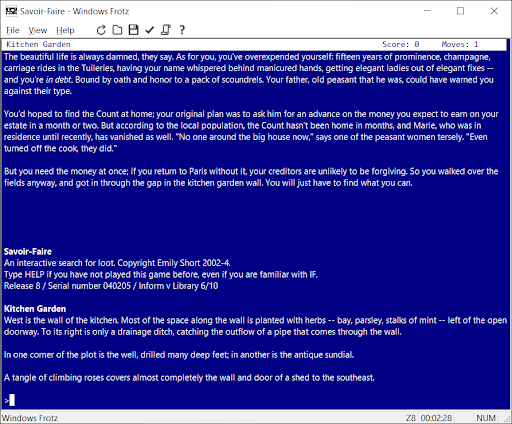 Savoir-Faire - Windows Frotz
File View Help
Kitchen Garden Score: 0 Moves: 1
The beautiful life is always damned, they say. As for you, you've overexpended yourself: fifteen years of prominence, champagne,
carriage rides in the Tuileries, having your name whispered behind manicured hands, getting elegant ladies out of elegant fixes --
and you're in debt. Bound by oath and honor to a pack of scoundrels. Your father, old peasant that he was, could have warned you
against their type.
You'd hoped to find the Count at home; your original plan was to ask him for an advance on the money you expect to earn on your
estate in a month or two. But according to the local population, the Count hasn't been home in months, and Marie, who was in
residence until recently, has vanished as well. "No one around the big house now," says one of the peasant women tersely. "Even
turned off the cook, they did."
But you need the money at once; if you return to Paris without it, your creditors are unlikely to be forgiving. So you walked over the
fields anyway, and got in through the gap in the kitchen garden wall. You will just have to find what you can.
Savoir-Faire
An interactive search for loot. Copyright Emily Short 2002-4.
Type HELP if you have not played this game before, even if you are familiar with IF.
Release 8 / Serial number 040205 / Inform v Library 6/10
Kitchen Garden
West is the wall of the kitchen. Most of the space along the wall is planted with herbs -- bay, parsley, stalks of mint -- left of the open
doorway. To its right is only a drainage ditch, catching the outflow of a pipe that comes through the wall.
In one corner of the plot is the well, drilled many deep feet; in another is the antique sundial.
A tangle of climbing roses covers almost completely the wall and door of a shed to the southeast.
>
Windows Frotz Z8 00:02:28 NUM